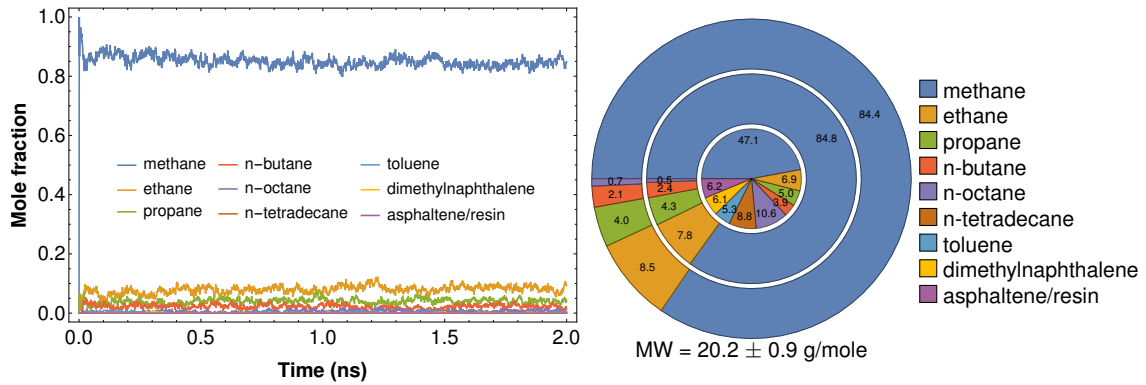 1.0
0.8
0.6
0.4
0.2
0.0
Mole fraction
methane n−butane toluene
ethane n−octane dimethylnaphthalene
propane n−tetradecane asphaltene/resin
0.0 0.5 1.0 1.5 2.0
Time (ns)
84.4
84.8
47.1
6.9
5.0
3.9
10.6
8.8
5.3
6.1
6.2
0.5
2.4
4.3
7.8
0.7
2.1
4.0
8.5
MW = 20.2 ± 0.9 g/mole
methane
ethane
propane
n−butane
n−octane
n−tetradecane
toluene
dimethylnaphthalene
asphaltene/resin